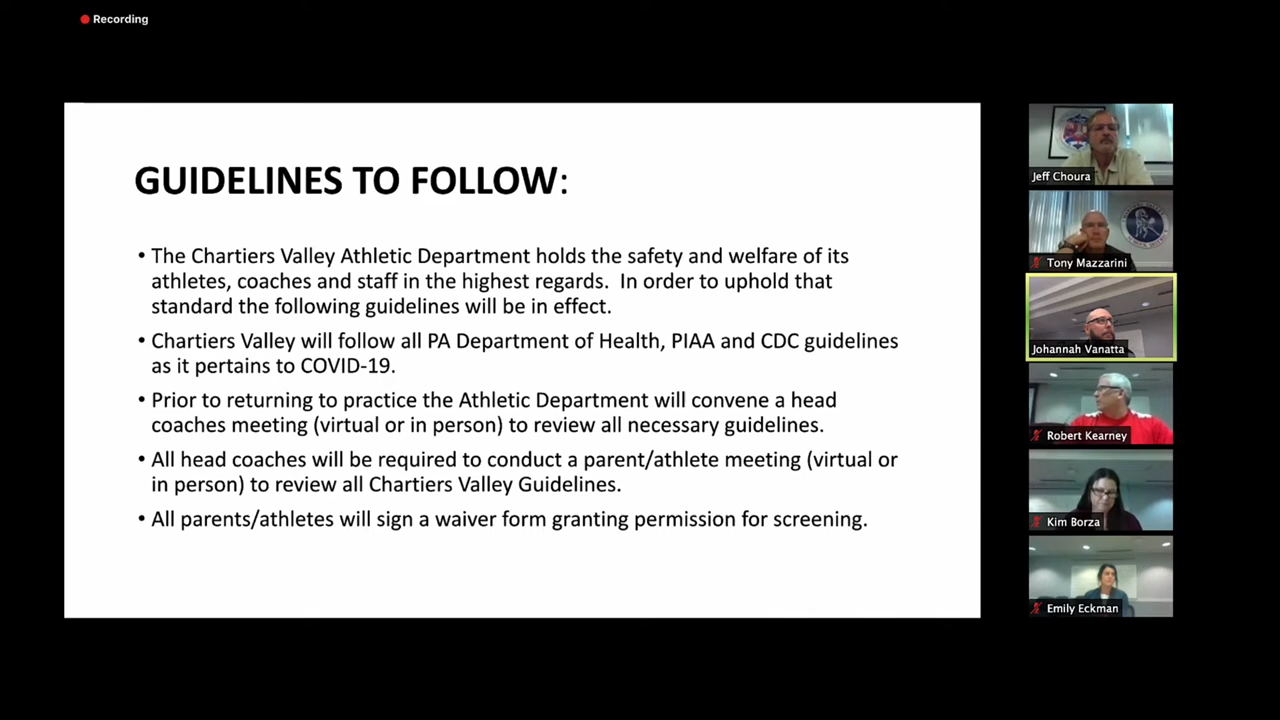 Recording
GUIDELINES TO FOLLOW:
• The Chartiers Valley Athletic Department holds the safety and welfare of its
athletes, coaches and staff in the highest regards.  In order to uphold that
standard the following guidelines will be in effect.
• Chartiers Valley will follow all PA Department of Health, PIAA and CDC guidelines
as it pertains to COVID-19.
• Prior to returning to practice the Athletic Department will convene a head
coaches meeting (virtual or in person) to review all necessary guidelines.
• All head coaches will be required to conduct a parent/athlete meeting (virtual or
in person) to review all Chartiers Valley Guidelines.
• All parents/athletes will sign a waiver form granting permission for screening.
Jeff Choura
Tony Mazzarini
Johannah Vanatta
Robert Kearney
Kim Borza
Emily Eckman